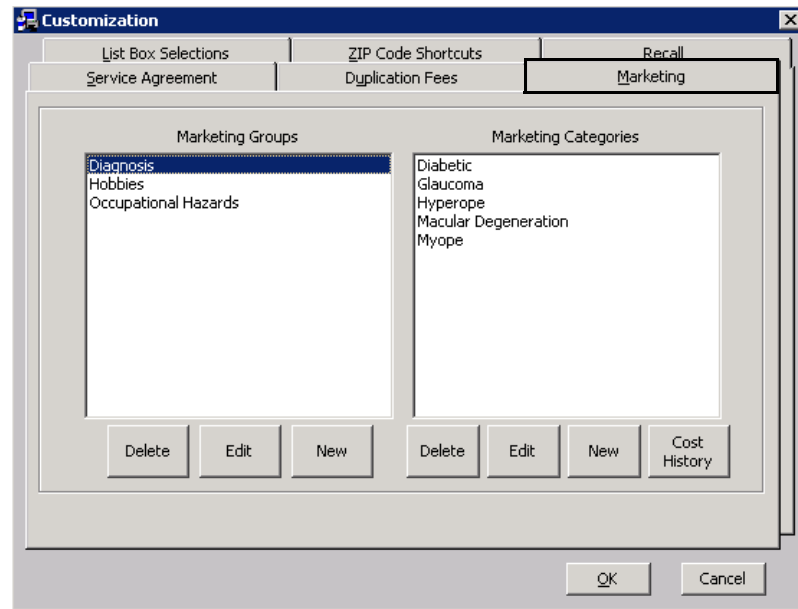 Customization
List Box Selections
ZIP Code Shortcuts
Recall
Service Agreement
Duplication Fees
Marketing
Marketing Groups
Marketing Categories
Diagnosis
Hobbies
Occupational Hazards
Diabetic
Glaucoma
Hyperope
Macular Degeneration
Myope
Delete
Edit
New
Delete
Edit
New
Cost
History
OK
Cancel